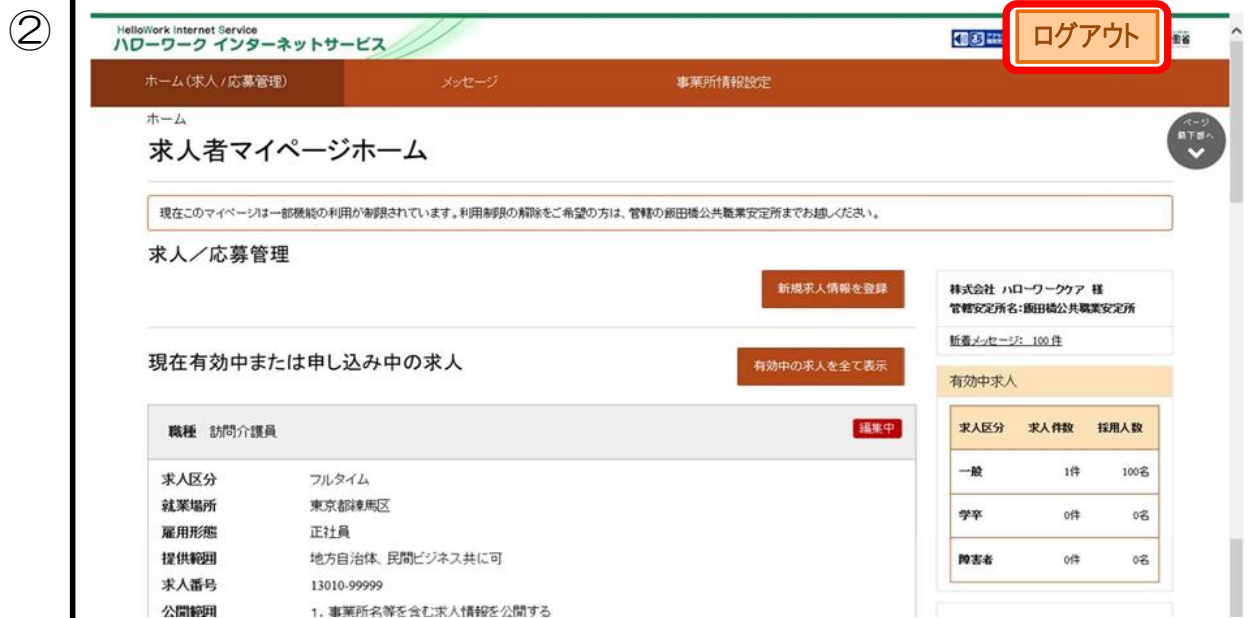 ②
HelloWork Internet Service
ハローワーク インターネットサービス
ログアウト
ホーム(求人/応募管理)
メッセージ
事業所情報設定
ホーム
ページ
最下部へ
求人者マイページホーム
現在このマイページは一部機能の利用が制限されています。利用制限の解除をご希望の方は、管轄の飯田橋公共職業安定所までお越しください。
求人／応募管理
新規求人情報を登録
株式会社 ハローワークケア 様
管轄安定所名:飯田橋公共職業安定所
新着メッセージ: 100件
現在有効中または申し込み中の求人
有効中の求人を全て表示
有効中求人
職種 訪問介護員
編集中
求人区分 求人件数 採用人数
一般 1件 100名
学卒 0件 0名
障害者 0件 0名
求人区分 フルタイム
就業場所 東京都練馬区
雇用形態 正社員
提供範囲 地方自治体、民間ビジネス共に可
求人番号 13010-99999
公開範囲 1．事業所名等を含む求人情報を公開する